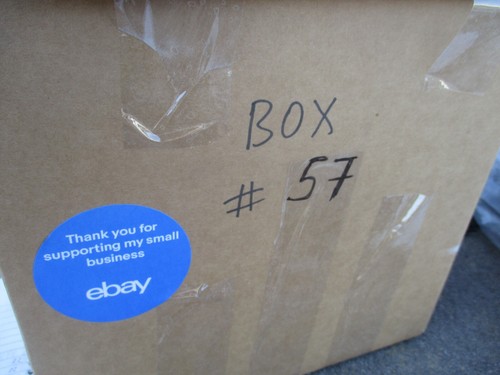 BOX
# 57
Thank you for
supporting my small
business
ebay